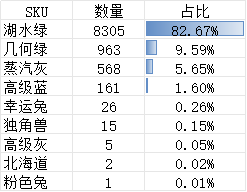 SKU 数量 占比
湖水绿 8305 82.67%
几何绿 963 9.59%
蒸汽灰 568 5.65%
高级蓝 161 1.60%
幸运兔 26 0.26%
独角兽 15 0.15%
高级灰 5 0.05%
北海道 2 0.02%
粉色兔 1 0.01%